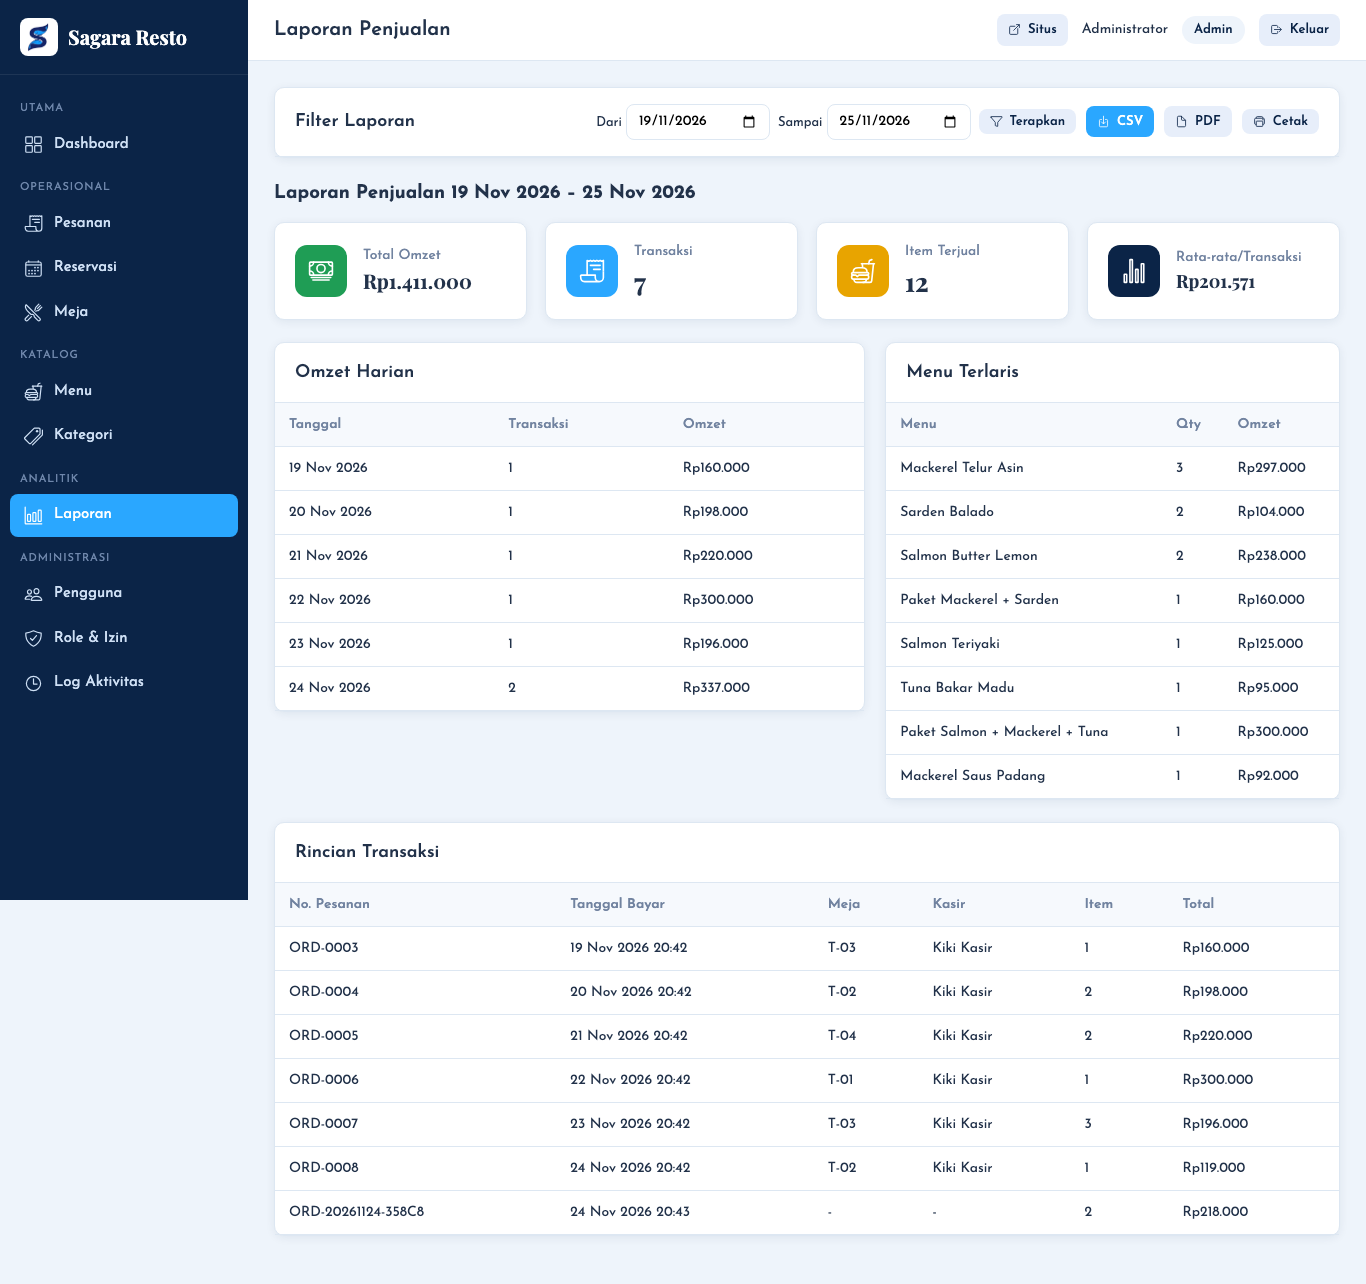 Sagara Resto
UTAMA
Dashboard
OPERASIONAL
Pesanan
Reservasi
Meja
KATALOG
Menu
Kategori
ANALITIK
Laporan
ADMINISTRASI
Pengguna
Role & Izin
Log Aktivitas
Laporan Penjualan
Situs Administrator Admin Keluar
Filter Laporan Dari 19/11/2026 Sampai 25/11/2026 Terapkan CSV PDF Cetak
Laporan Penjualan 19 Nov 2026 – 25 Nov 2026
Total Omzet
Rp1.411.000
Transaksi
7
Item Terjual
12
Rata-rata/Transaksi
Rp201.571
Omzet Harian
Tanggal Transaksi Omzet
19 Nov 2026 1 Rp160.000
20 Nov 2026 1 Rp198.000
21 Nov 2026 1 Rp220.000
22 Nov 2026 1 Rp300.000
23 Nov 2026 1 Rp196.000
24 Nov 2026 2 Rp337.000
Menu Terlaris
Menu Qty Omzet
Mackerel Telur Asin 3 Rp297.000
Sarden Balado 2 Rp104.000
Salmon Butter Lemon 2 Rp238.000
Paket Mackerel + Sarden 1 Rp160.000
Salmon Teriyaki 1 Rp125.000
Tuna Bakar Madu 1 Rp95.000
Paket Salmon + Mackerel + Tuna 1 Rp300.000
Mackerel Saus Padang 1 Rp92.000
Rincian Transaksi
No. Pesanan Tanggal Bayar Meja Kasir Item Total
ORD-0003 19 Nov 2026 20:42 T-03 Kiki Kasir 1 Rp160.000
ORD-0004 20 Nov 2026 20:42 T-02 Kiki Kasir 2 Rp198.000
ORD-0005 21 Nov 2026 20:42 T-04 Kiki Kasir 2 Rp220.000
ORD-0006 22 Nov 2026 20:42 T-01 Kiki Kasir 1 Rp300.000
ORD-0007 23 Nov 2026 20:42 T-03 Kiki Kasir 3 Rp196.000
ORD-0008 24 Nov 2026 20:42 T-02 Kiki Kasir 1 Rp119.000
ORD-20261124-358C8 24 Nov 2026 20:43 - - 2 Rp218.000